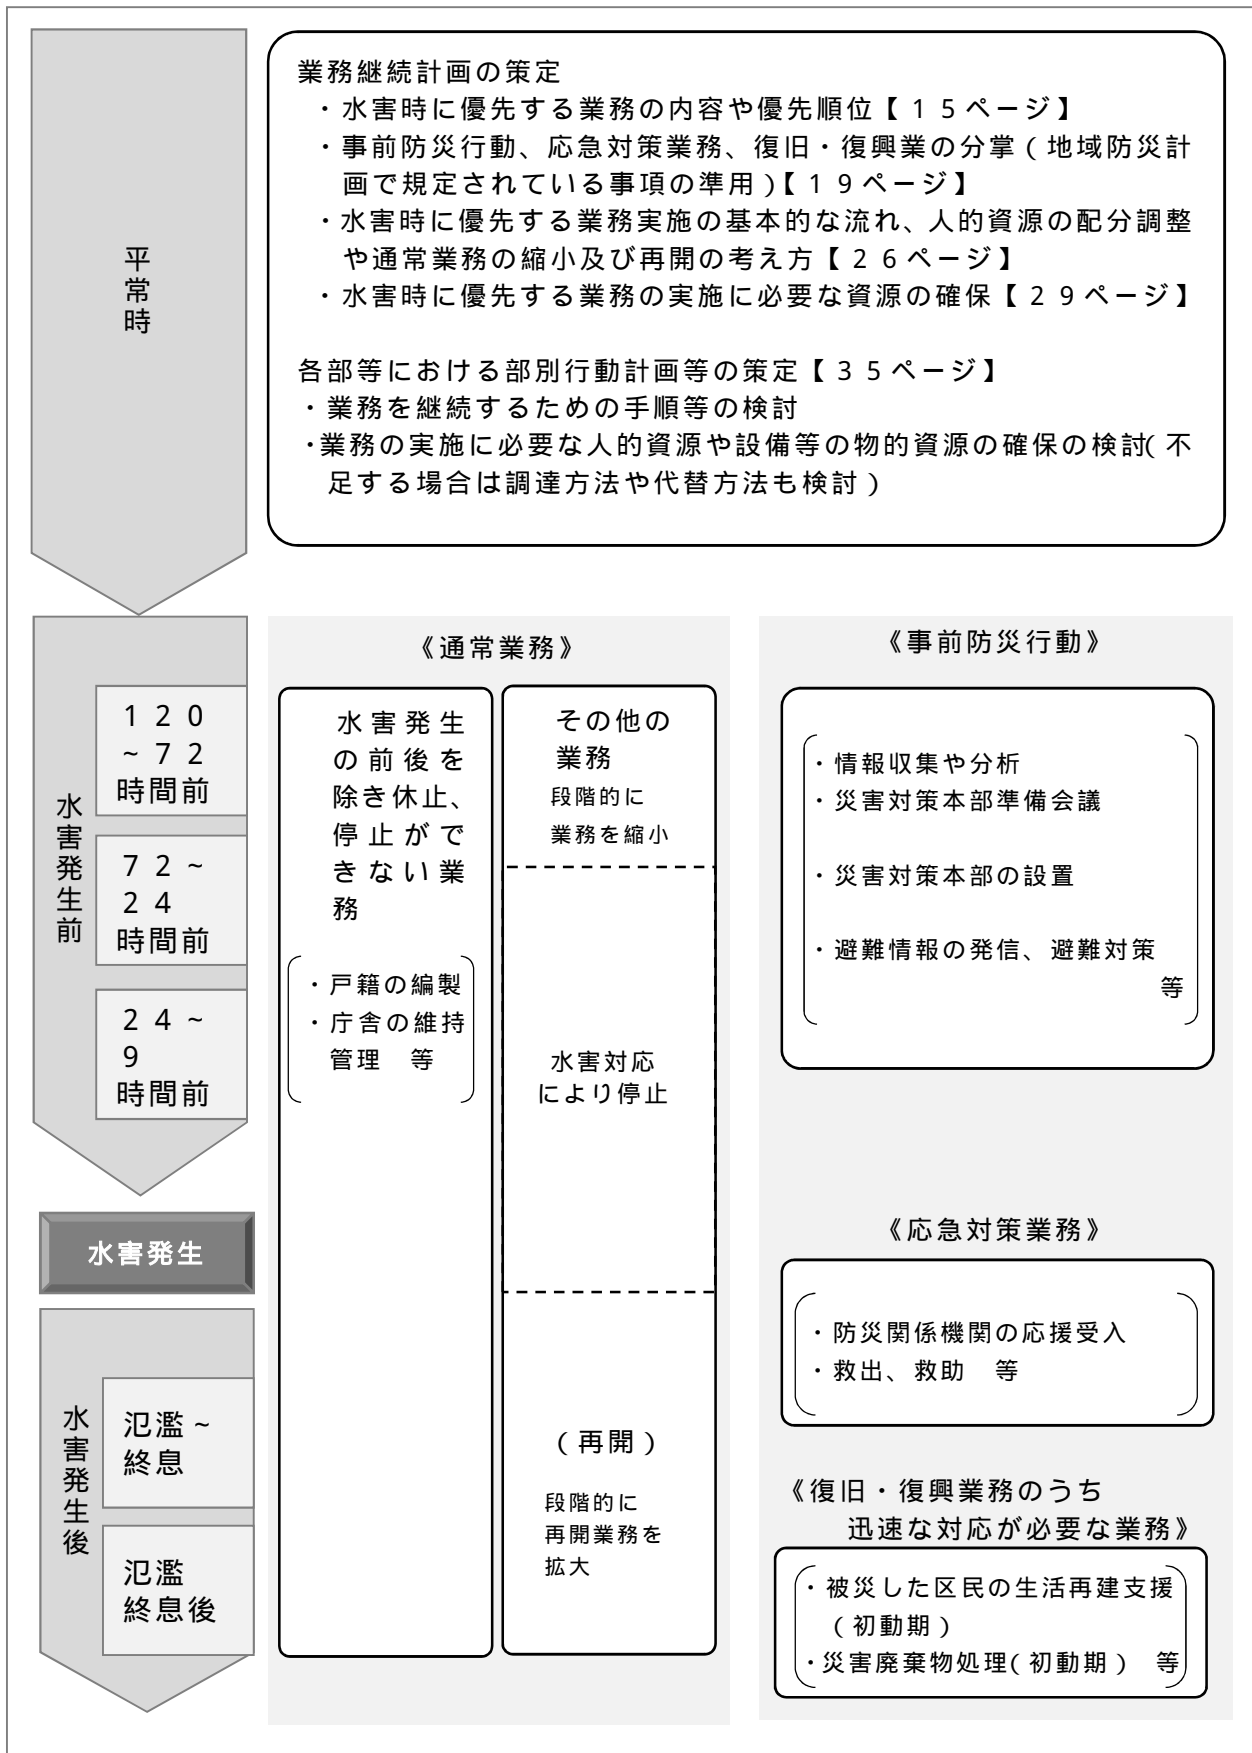 平常時
業務継続計画の策定
・水害時に優先する業務の内容や優先順位【15ページ】
・事前防災行動、応急対策業務、復旧・復興業の分掌(地域防災計
画で規定されている事項の準用)【19ページ】
・水害時に優先する業務実施の基本的な流れ、人的資源の配分調整
や通常業務の縮小及び再開の考え方【26ページ】
・水害時に優先する業務の実施に必要な資源の確保【29ページ】
各部等における部別行動計画等の策定【35ページ】
・業務を継続するための手順等の検討
・業務の実施に必要な人的資源や設備等の物的資源の確保の検討(不
足する場合は調達方法や代替方法も検討)
水害発生前
120
~72
時間前
72~
24
時間前
24~
9
時間前
水害発生
水害発生後
氾濫~
終息
氾濫
終息後
《通常業務》
水害発生
の前後を
除き休止、
停止がで
きない業
務
・戸籍の編製
・庁舎の維持
管理 等
その他の
業務
段階的に
業務を縮小
水害対応
により停止
(再開)
段階的に
再開業務を
拡大
《事前防災行動》
・情報収集や分析
・災害対策本部準備会議
・災害対策本部の設置
・避難情報の発信、避難対策
等
《応急対策業務》
・防災関係機関の応援受入
・救出、救助 等
《復旧・復興業務のうち
迅速な対応が必要な業務》
・被災した区民の生活再建支援
(初動期)
・災害廃棄物処理(初動期) 等